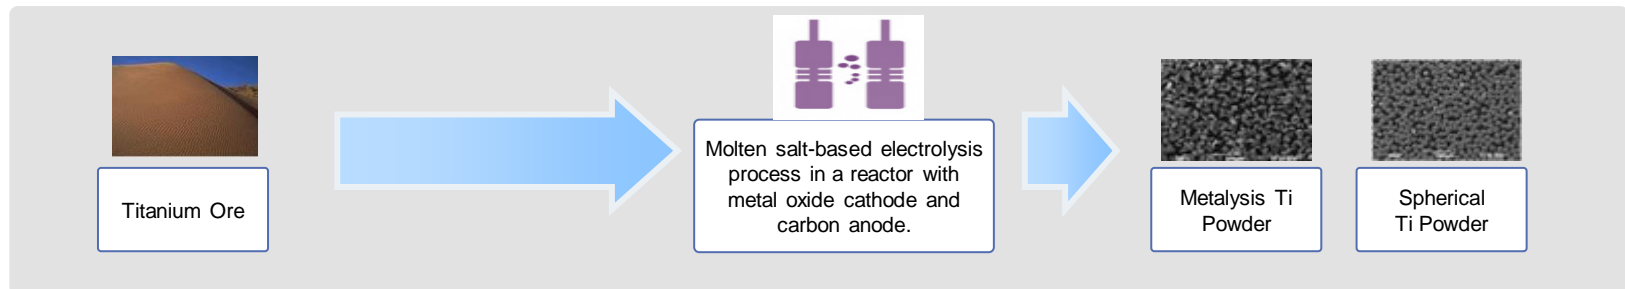 Titanium Ore
Molten salt-based electrolysis
process in a reactor with
metal oxide cathode and
carbon anode.
Metalysis Ti
Powder
Spherical
Ti Powder